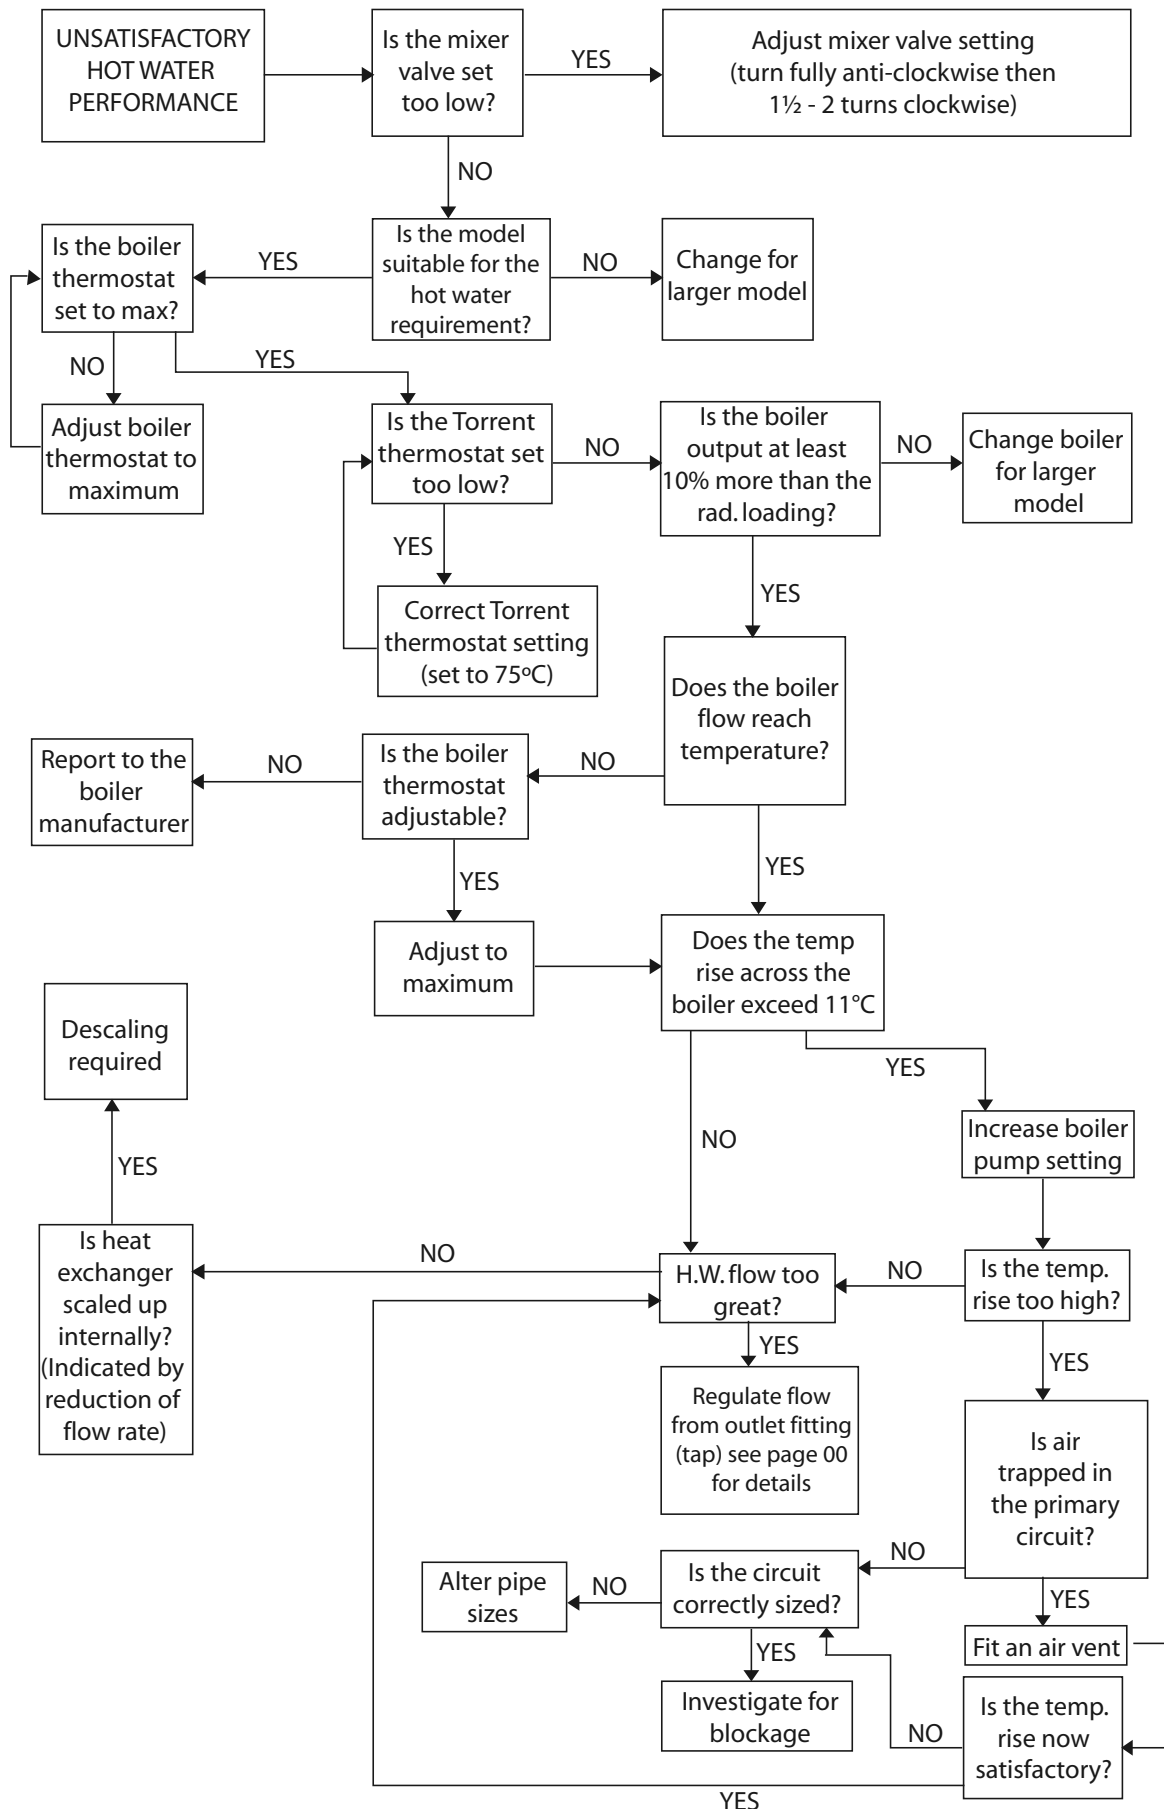 UNSATISFACTORY
HOT WATER
PERFORMANCE
Is the mixer
valve set
too low?
YES
Adjust mixer valve setting
(turn fully anti-clockwise then
1½ - 2 turns clockwise)
NO
Is the boiler
thermostat
set to max?
YES
Is the model
suitable for the
hot water
requirement?
NO
Change for
larger model
NO
YES
Adjust boiler
thermostat to
maximum
Is the Torrent
thermostat set
too low?
NO
Is the boiler
output at least
10% more than the
rad. loading?
NO
Change boiler
for larger
model
YES
YES
Correct Torrent
thermostat setting
(set to 75ºC)
Does the boiler
flow reach
temperature?
Report to the
boiler
manufacturer
NO
Is the boiler
thermostat
adjustable?
NO
YES
YES
Adjust to
maximum
Does the temp
rise across the
boiler exceed 11°C
Descaling
required
YES
NO
Increase boiler
pump setting
YES
Is heat
exchanger
scaled up
internally?
(Indicated by
reduction of
flow rate)
NO
H.W. flow too
great?
NO
Is the temp.
rise too high?
YES
YES
Regulate flow
from outlet fitting
(tap) see page 00
for details
Is air
trapped in
the primary
circuit?
Alter pipe
sizes
NO
Is the circuit
correctly sized?
NO
YES
YES
Fit an air vent
Investigate for
blockage
NO
Is the temp.
rise now
satisfactory?
YES